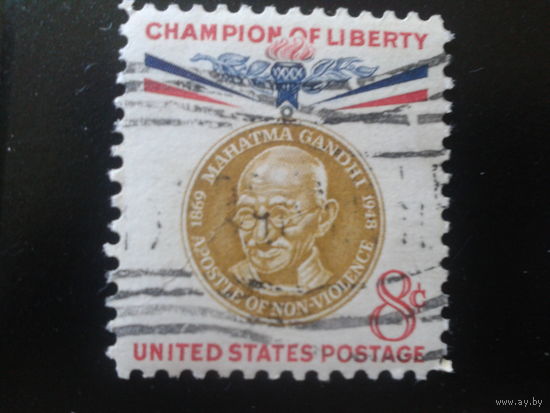 CHAMPION OF LIBERTY
MAHATMA GANDHI
1869
1948
APOSTLE OF NON-VIOLENCE
8¢
UNITED STATES POSTAGE
www.ay.by